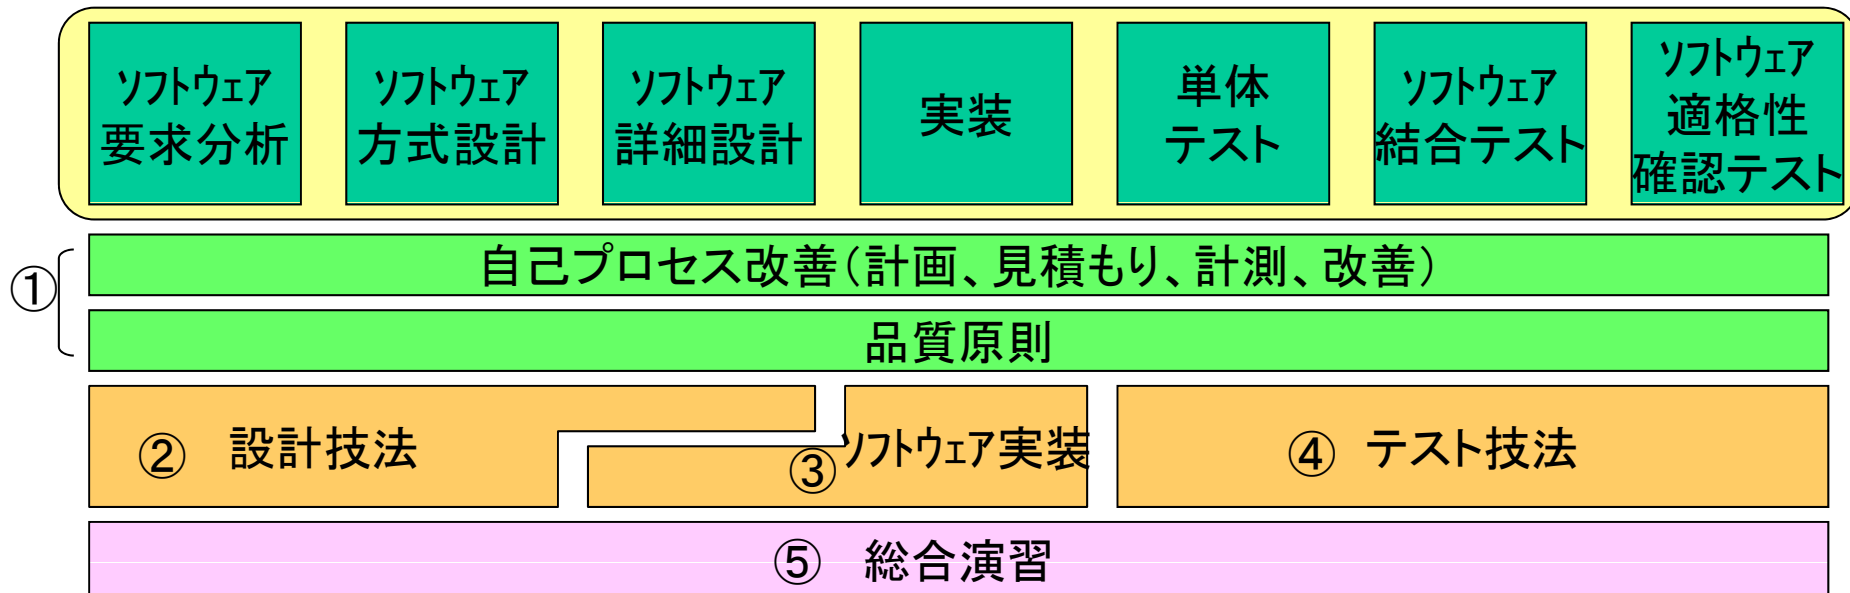 ソフトウェア
要求分析
ソフトウェア
方式設計
ソフトウェア
詳細設計
実装
単体
テスト
ソフトウェア
結合テスト
ソフトウェア
適格性
確認テスト
①
自己プロセス改善(計画、見積もり、計測、改善)
品質原則
② 設計技法
③ ソフトウェア実装
④ テスト技法
⑤ 総合演習